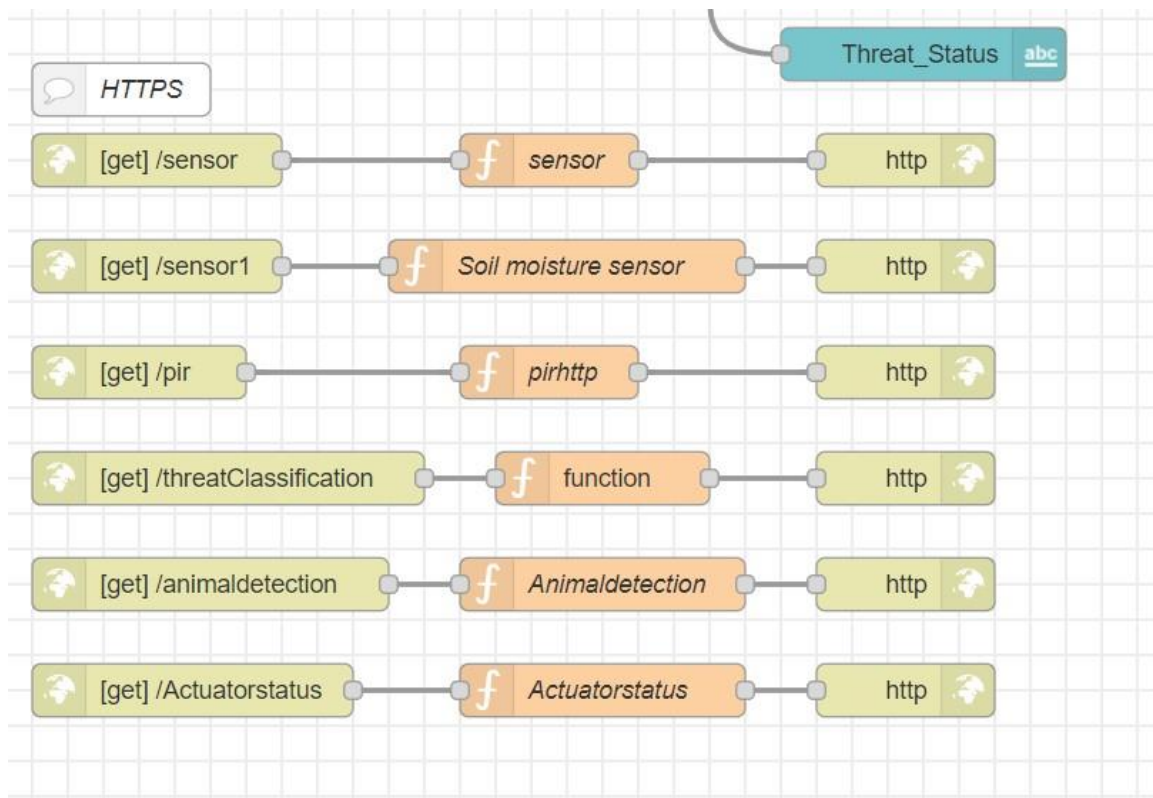 Threat_Status abc
HTTPS
[get] /sensor sensor http
[get] /sensor1 Soil moisture sensor http
[get] /pir pirhttp http
[get] /threatClassification function http
[get] /animaldetection Animaldetection http
[get] /Actuatorstatus Actuatorstatus http